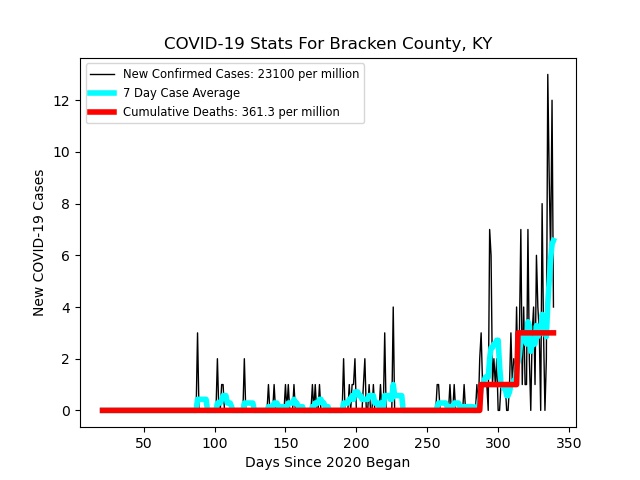 COVID-19 Stats For Bracken County, KY
New Confirmed Cases: 23100 per million
7 Day Case Average
Cumulative Deaths: 361.3 per million
New COVID-19 Cases
12
10
8
6
4
2
0
50 100 150 200 250 300 350
Days Since 2020 Began